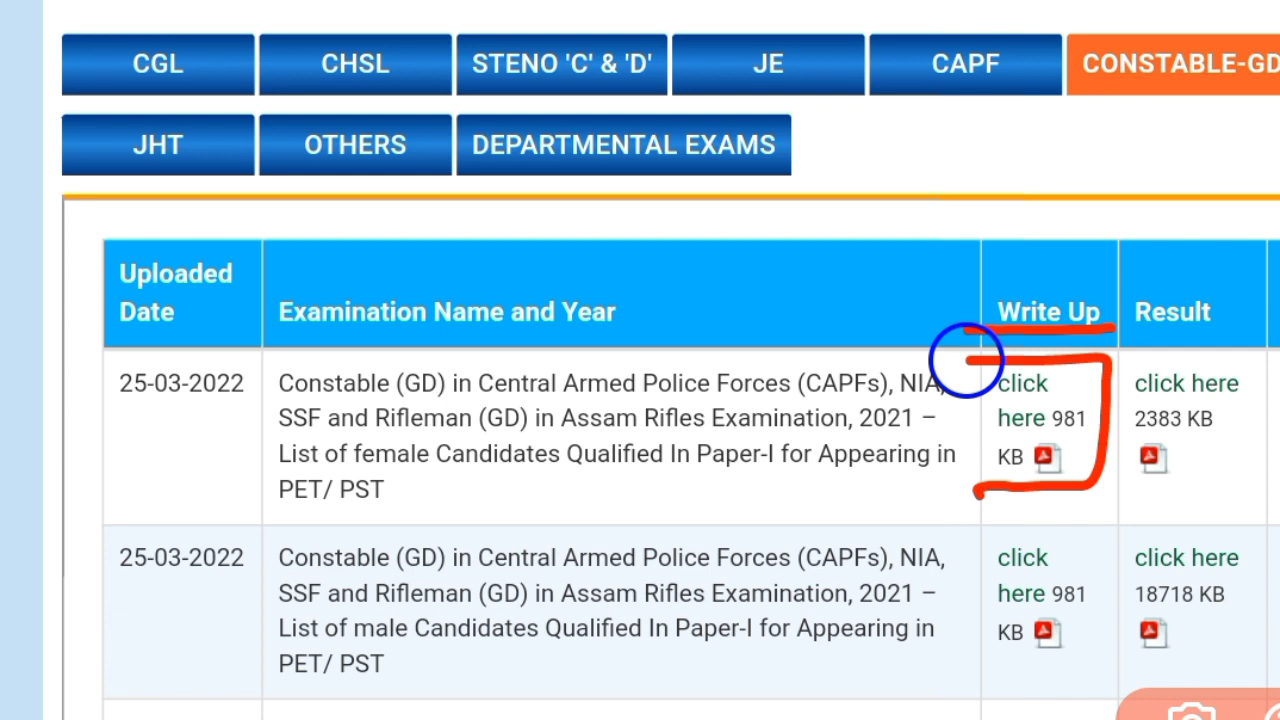 CGL
CHSL
STENO 'C' & 'D'
JE
CAPF
CONSTABLE-GD
JHT
OTHERS
DEPARTMENTAL EXAMS
Uploaded
Date
Examination Name and Year
Write Up
Result
25-03-2022
Constable (GD) in Central Armed Police Forces (CAPFs), NIA,
SSF and Rifleman (GD) in Assam Rifles Examination, 2021 –
List of female Candidates Qualified In Paper-I for Appearing in
PET/ PST
click
here 981
KB
click here
2383 KB
25-03-2022
Constable (GD) in Central Armed Police Forces (CAPFs), NIA,
SSF and Rifleman (GD) in Assam Rifles Examination, 2021 –
List of male Candidates Qualified In Paper-I for Appearing in
PET/ PST
click
here 981
KB
click here
18718 KB